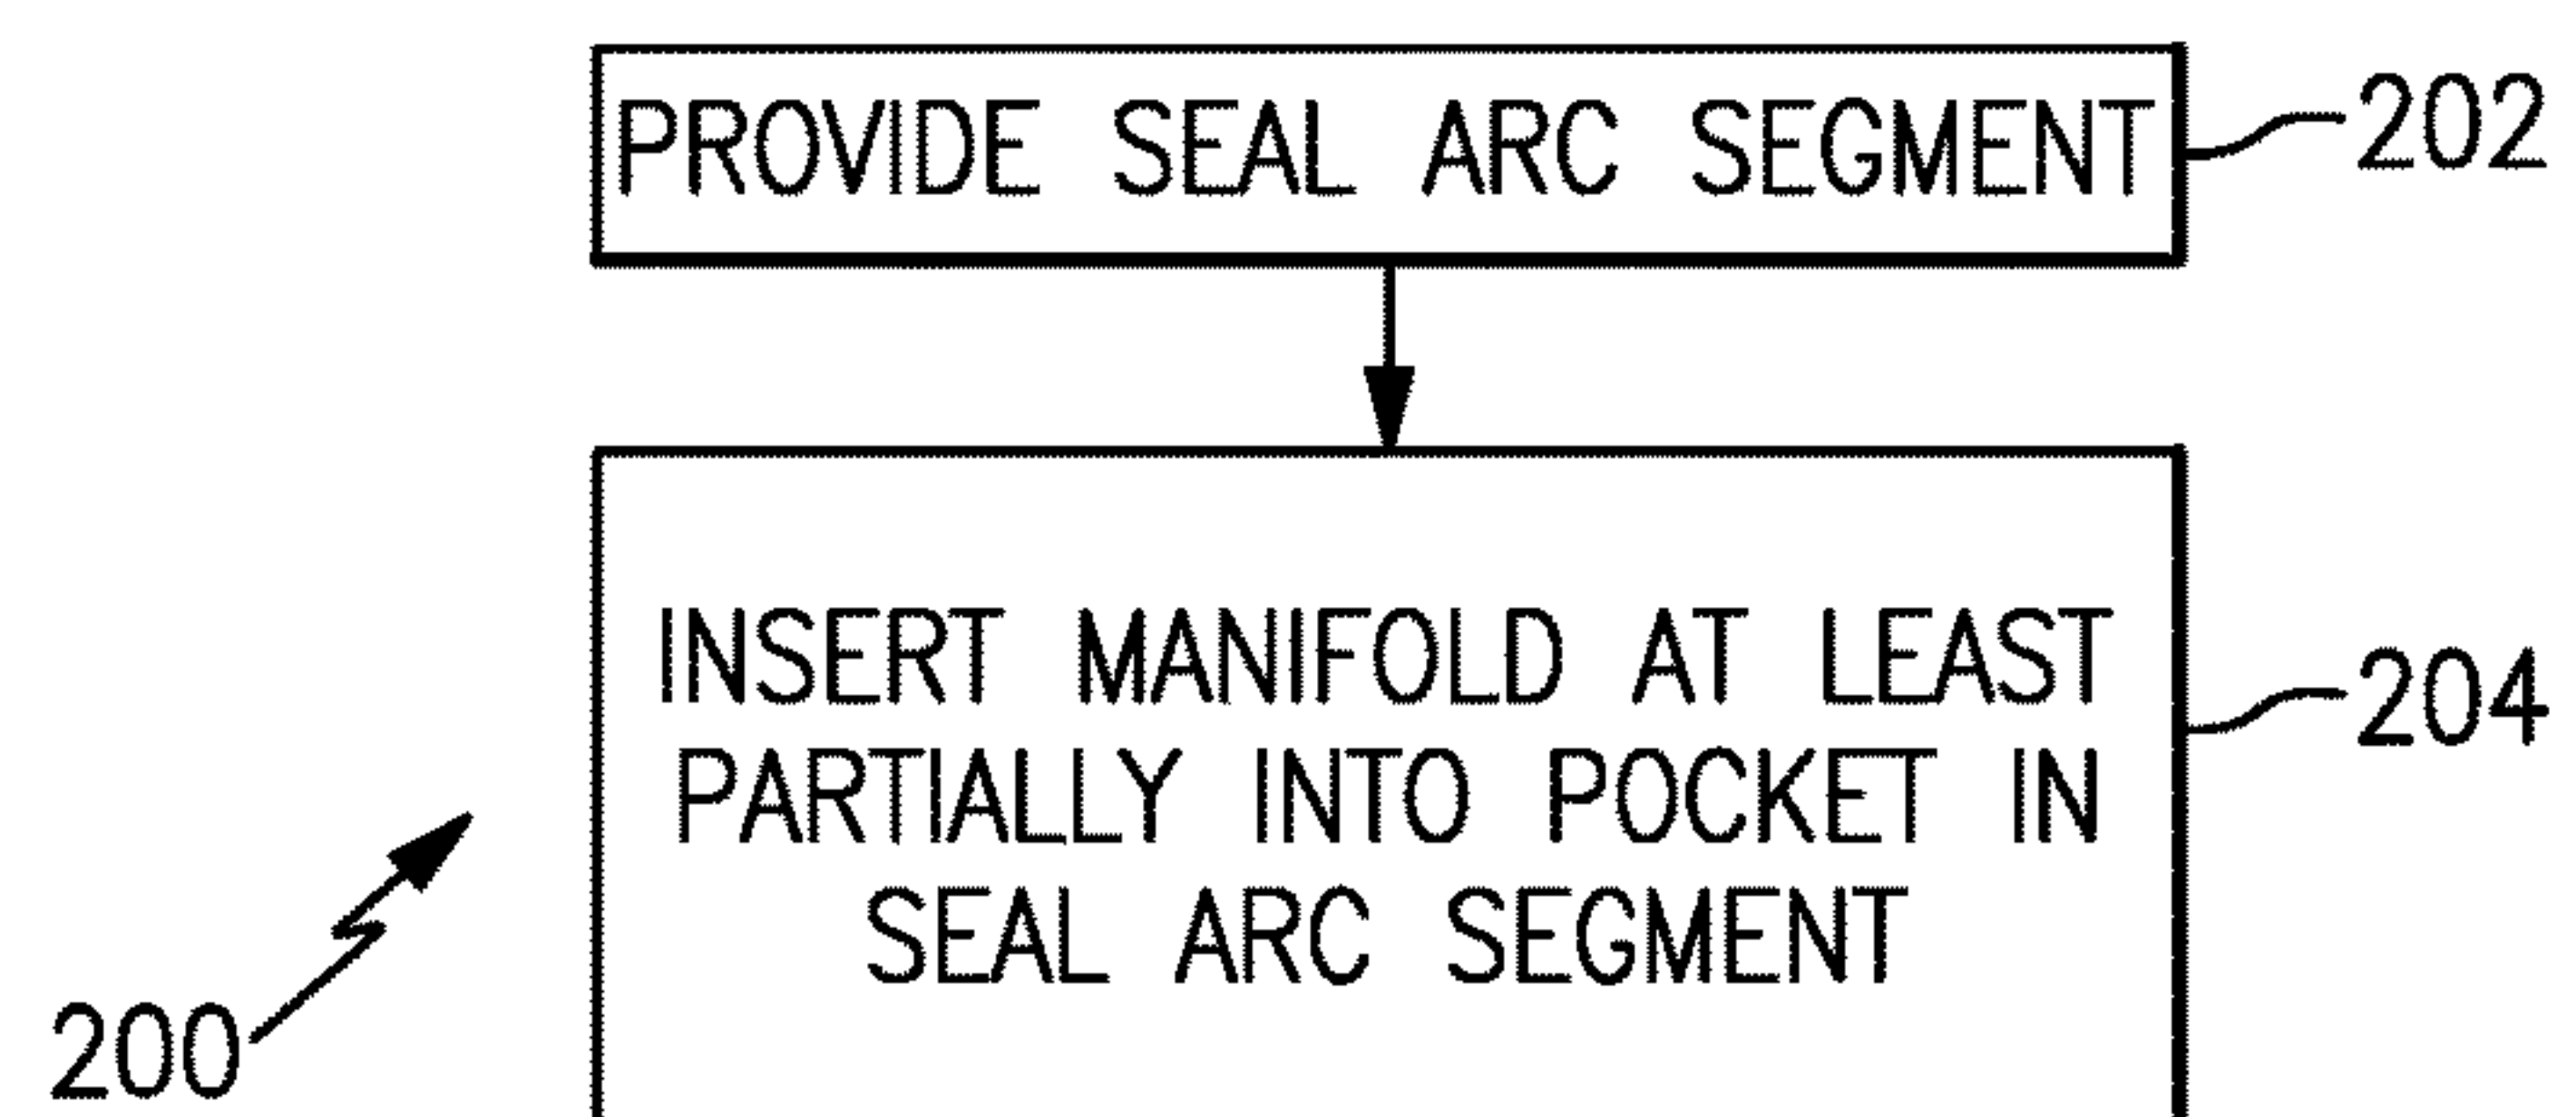 PROVIDE SEAL ARC SEGMENT
202
INSERT MANIFOLD AT LEAST
PARTIALLY INTO POCKET IN
SEAL ARC SEGMENT
204
200